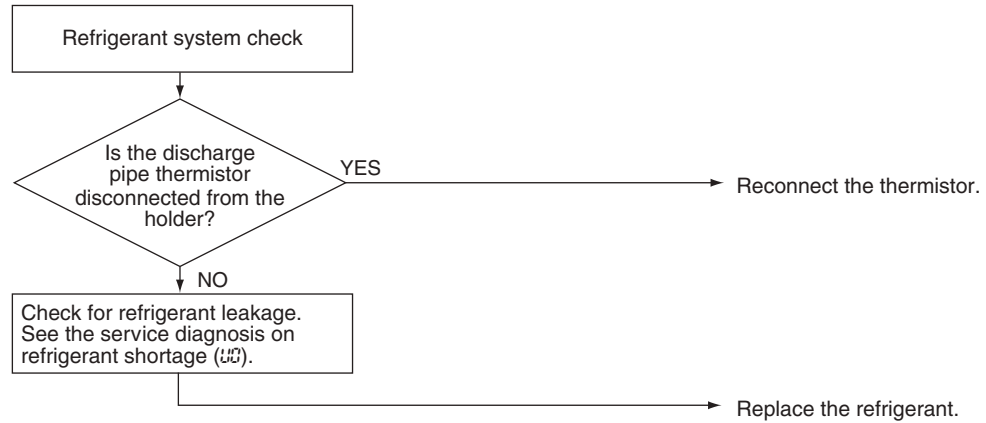 Refrigerant system check
Is the discharge
pipe thermistor
disconnected from the
holder?
YES
Reconnect the thermistor.
NO
Check for refrigerant leakage.
See the service diagnosis on
refrigerant shortage (U0).
Replace the refrigerant.